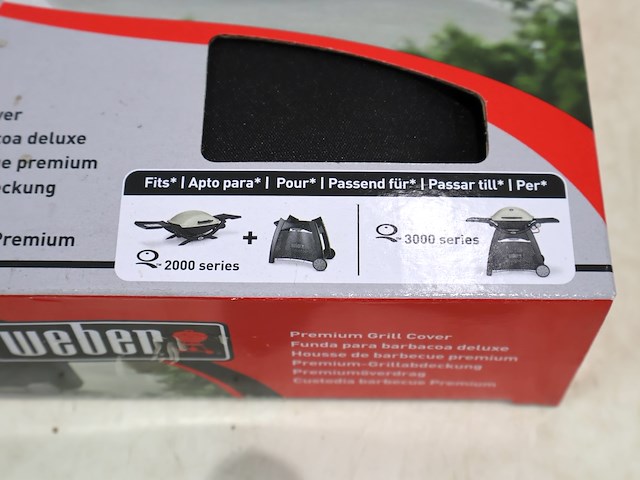 ver
coa deluxe
e premium
eckung
Premium
Fits* | Apto para* | Pour* | Passend für* | Passar till* | Per*
Q 2000 series
+
Q 3000 series
weber
Premium Grill Cover
Funda para barbacoa deluxe
Housse de barbecue premium
Premium-Grillabdeckung
Premiumöverdrag
Custodia barbecue Premium